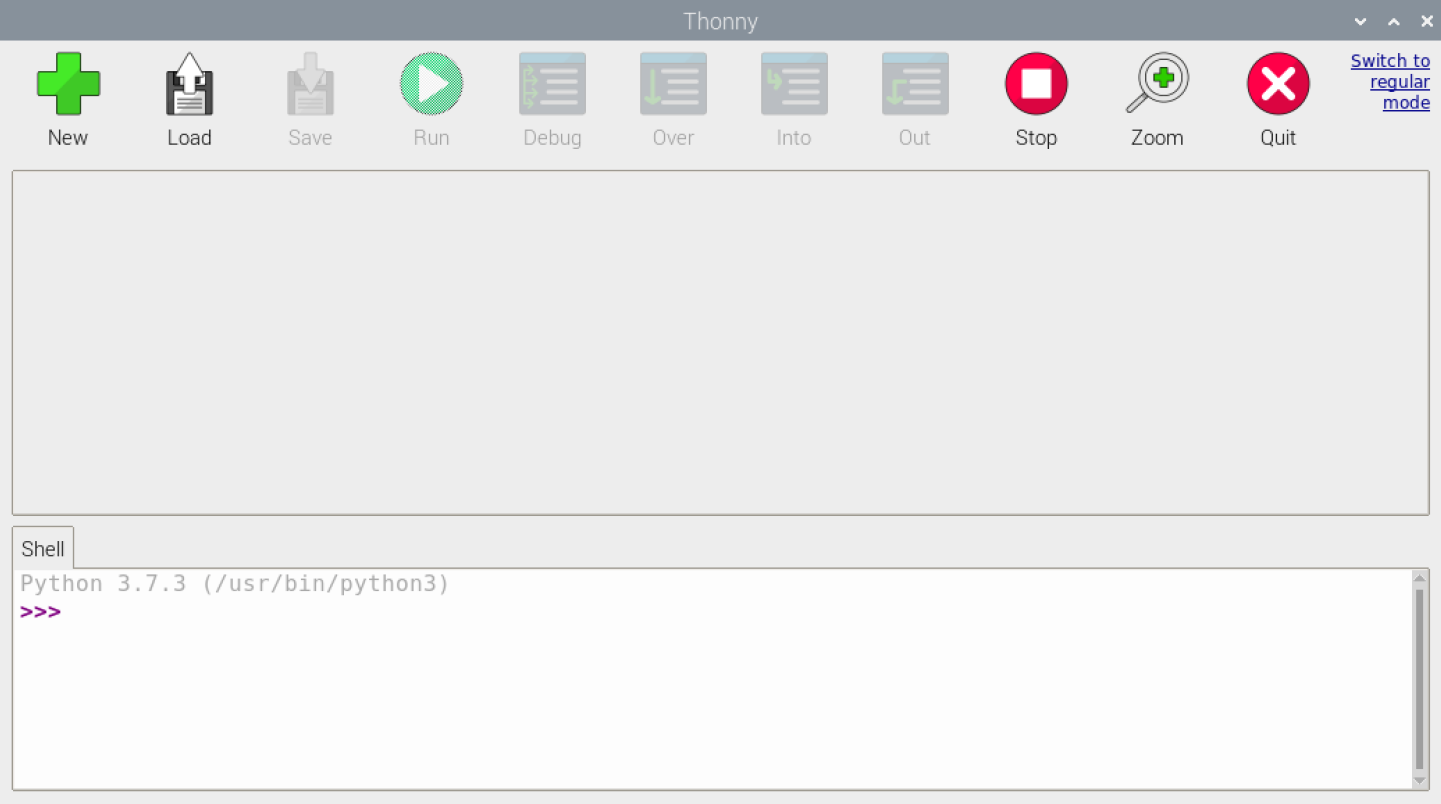 Thonny
New Load Save Run Debug Over Into Out Stop Zoom Quit
Switch to
regular
mode
Shell
Python 3.7.3 (/usr/bin/python3)
>>>